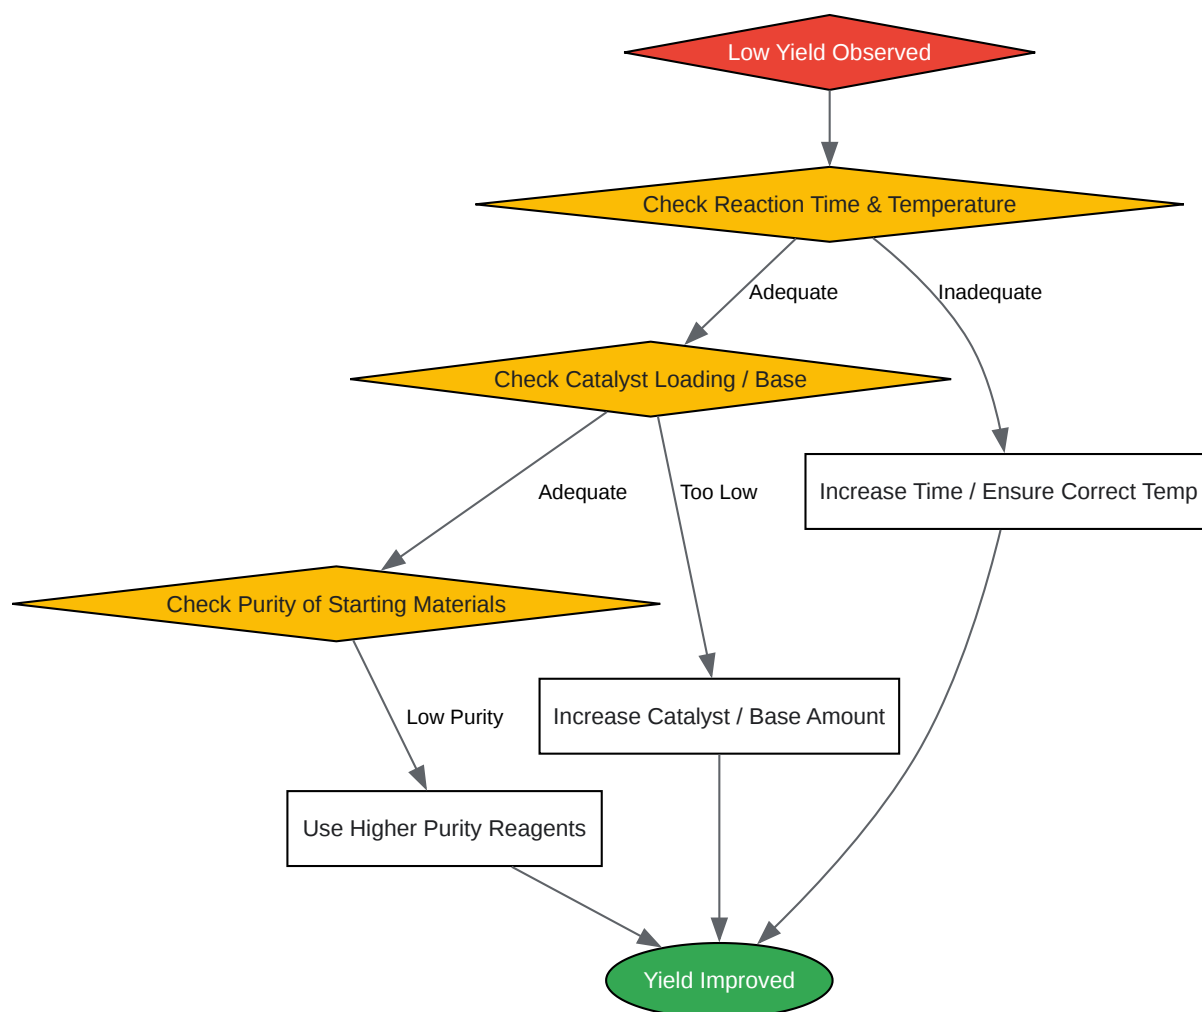 Low Yield Observed
Check Reaction Time & Temperature
Adequate
Inadequate
Check Catalyst Loading / Base
Adequate
Too Low
Increase Time / Ensure Correct Temp
Check Purity of Starting Materials
Low Purity
Increase Catalyst / Base Amount
Use Higher Purity Reagents
Yield Improved